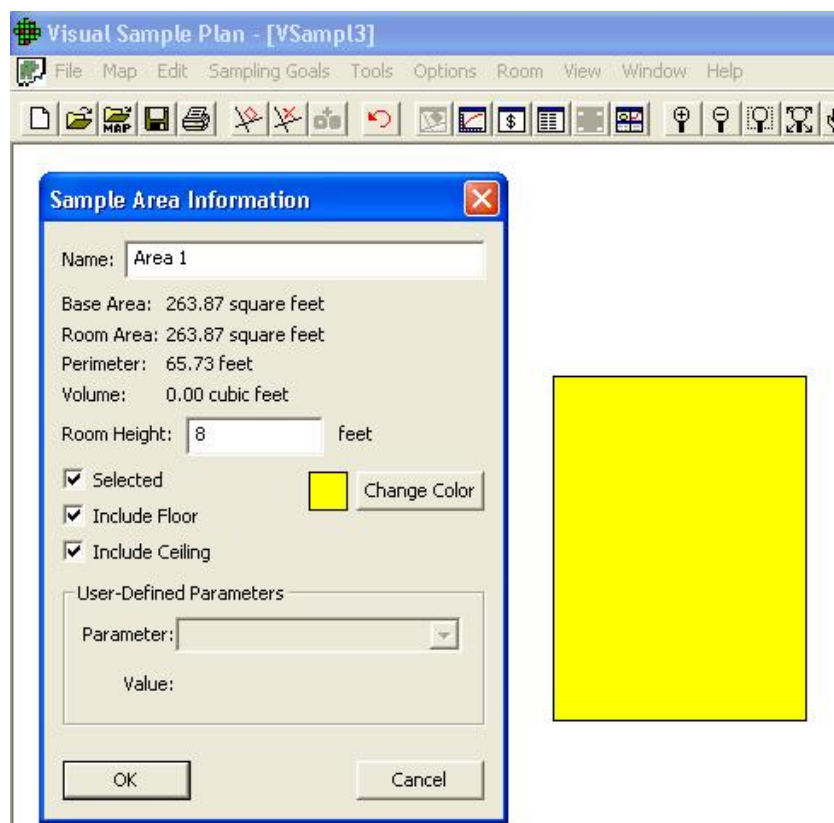 Visual Sample Plan - [VSampl3]
File Map Edit Sampling Goals Tools Options Room View Window Help
MAP $
Sample Area Information
Name: Area 1
Base Area: 263.87 square feet
Room Area: 263.87 square feet
Perimeter: 65.73 feet
Volume: 0.00 cubic feet
Room Height: 8 feet
Selected
Change Color
Include Floor
Include Ceiling
User-Defined Parameters
Parameter:
Value:
OK Cancel